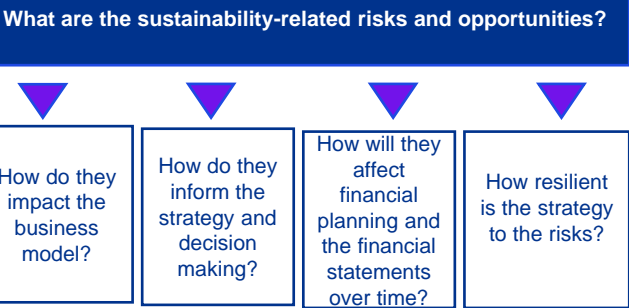 What are the sustainability-related risks and opportunities?
How do they
impact the
business
model?
How do they
inform the
strategy and
decision
making?
How will they
affect
financial
planning and
the financial
statements
over time?
How resilient
is the strategy
to the risks?